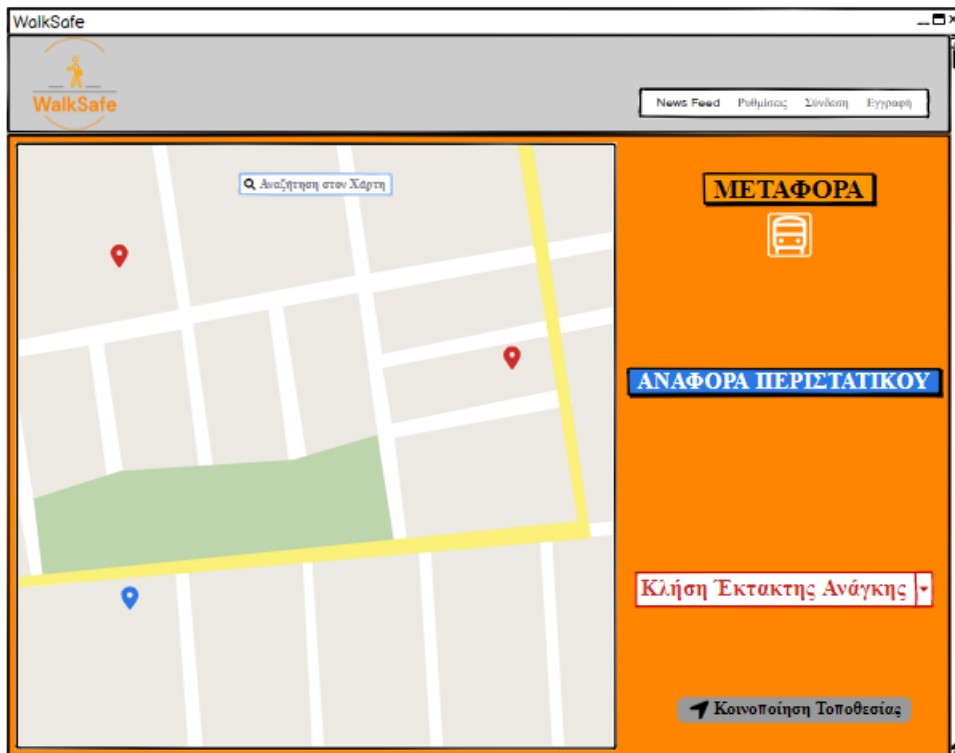 WalkSafe
WalkSafe
News Feed Ρυθμίσεις Σύνδεση Εγγραφή
Αναζήτηση στον Χάρτη
ΜΕΤΑΦΟΡΑ
ΑΝΑΦΟΡΑ ΠΕΡΙΣΤΑΤΙΚΟΥ
Κλήση Έκτακτης Ανάγκης
Κοινοποίηση Τοποθεσίας